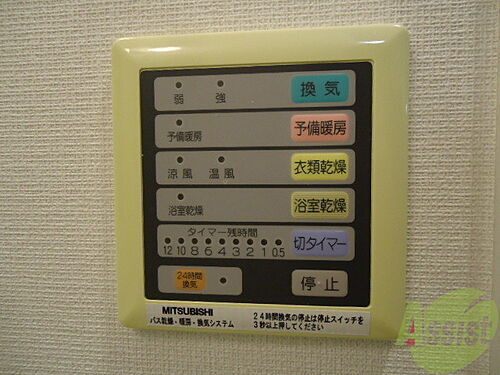 弱 強 換気
予備暖房 予備暖房
涼風 温風 衣類乾燥
浴室乾燥 浴室乾燥
タイマー残時間
12 10 8 6 4 3 2 1 0.5 切タイマー
24時間
換気
停止
MITSUBISHI
バス乾燥・暖房・換気システム
24時間換気の停止は停止スイッチを
3秒以上押してください
Assist